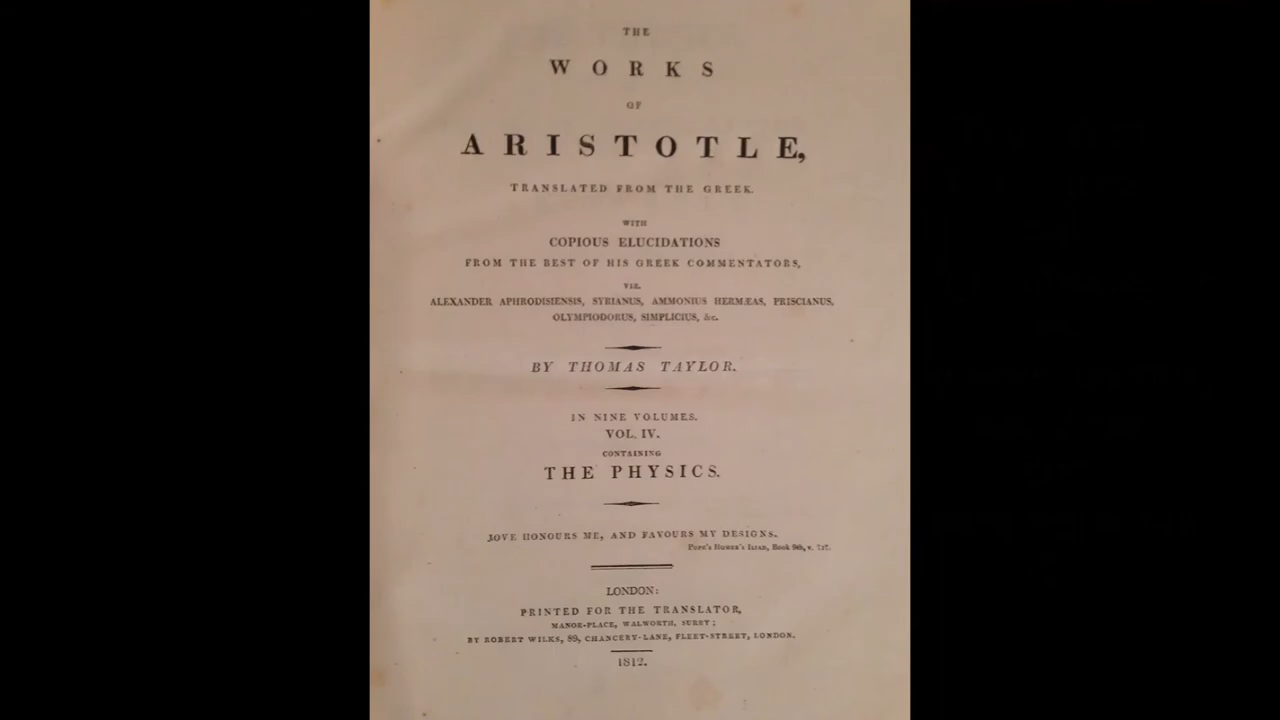 THE
WORKS
OF
ARISTOTLE,
TRANSLATED FROM THE GREEK.
WITH
COPIOUS ELUCIDATIONS
FROM THE BEST OF HIS GREEK COMMENTATORS,
VIZ.
ALEXANDER APHRODISIENSIS, SYRIANUS, AMMONIUS HERMÆAS, PRISCIANUS,
OLYMPIODORUS, SIMPLICIUS, &c.
BY THOMAS TAYLOR.
IN NINE VOLUMES.
VOL. IV.
CONTAINING
THE PHYSICS.
JOVE HONOURS ME, AND FAVOURS MY DESIGNS.
POPE'S HOMER'S ILIAD, Book 9th, v.
LONDON:
PRINTED FOR THE TRANSLATOR,
MANOR-PLACE, WALWORTH, SURRY;
BY ROBERT WILKS, 89, CHANCERY-LANE, FLEET-STREET, LONDON.
1812.